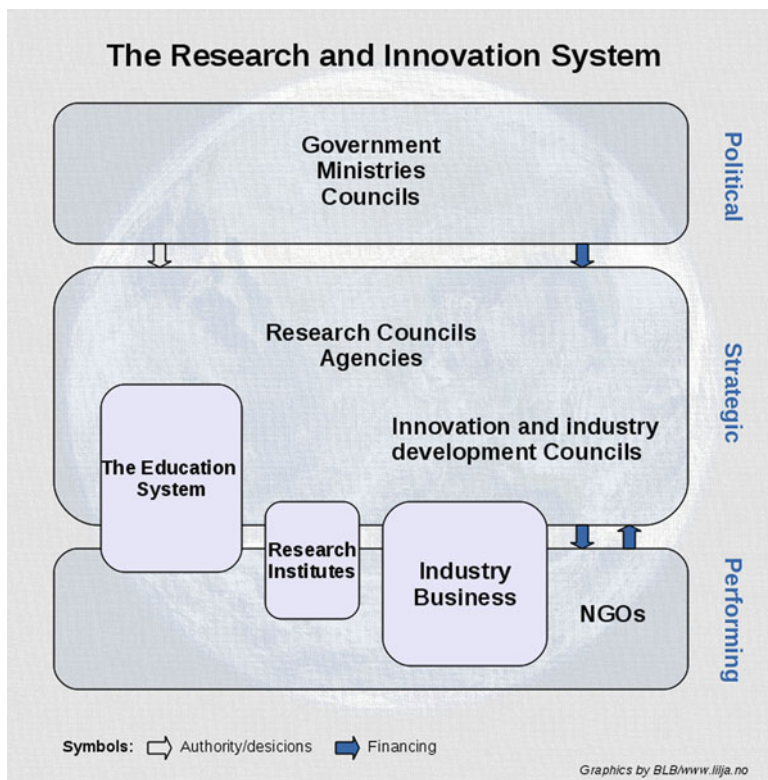 The Research and Innovation System
Government
Ministries
Councils
Political
Research Councils
Agencies
Strategic
Innovation and industry
development Councils
The Education
System
Research
Institutes
Industry
Business
NGOs
Performing
Symbols: Authority/desicions Financing
Graphics by BLB/www.lilja.no